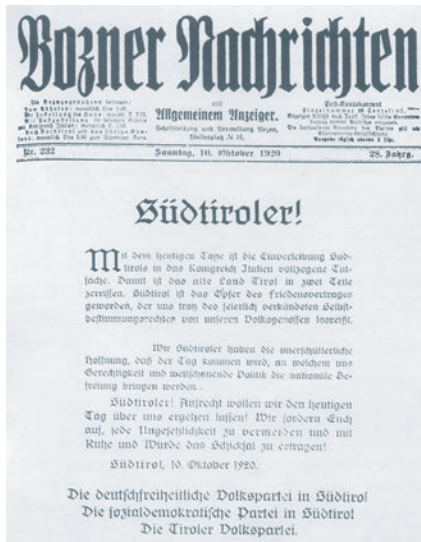 Bozner Nachrichten
mit
Allgemeinem Anzeiger.
Nr. 232
Sonntag, 10. Oktober 1920
28. Jahrg.
Südtiroler!
Mit dem heutigen Tage ist die Einverleibung Süd-
tirols in das Königreich Italien vollzogene Tat-
sache. Damit ist das alte Land Tirol in zwei Teile
zerrissen. Südtirol ist das Opfer des Friedensvertrages
geworden, der uns trotz des feierlich verkündeten Selbst-
bestimmungsrechtes von unseren Volksgenossen losreißt.
Wir Südtiroler haben die unerschütterliche
Hoffnung, daß der Tag kommen wird, an welchem uns
Gerechtigkeit und weitschauende Politik die nationale Be-
freiung bringen werden.
Südtiroler! Aufrecht wollen wir den heutigen
Tag über uns ergehen lassen! Wir fordern Euch
auf, jede Ungesetzlichkeit zu vermeiden und mit
Ruhe und Würde das Schicksal zu ertragen!
Südtirol, 10. Oktober 1920.
Die deutschfreiheitliche Volkspartei in Südtirol
Die sozialdemokratische Partei in Südtirol
Die Tiroler Volkspartei.